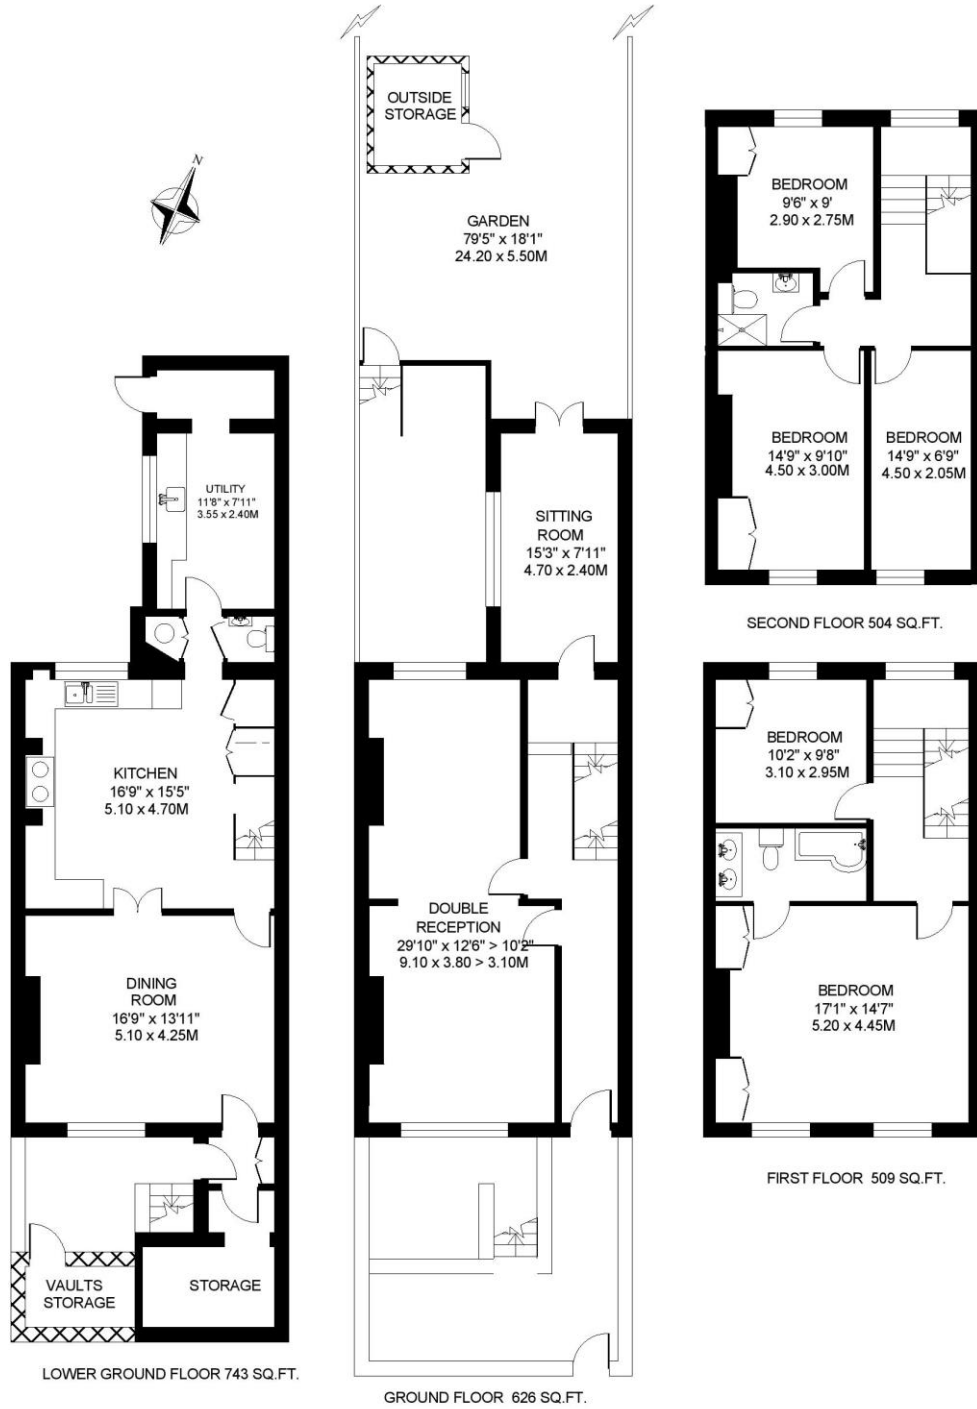 OUTSIDE
STORAGE
N
GARDEN
79'5" x 18'1"
24.20 x 5.50M
UTILITY
11'8" x 7'11"
3.55 x 2.40M
KITCHEN
16'9" x 15'5"
5.10 x 4.70M
DINING
ROOM
16'9" x 13'11"
5.10 x 4.25M
VAULTS
STORAGE
STORAGE
LOWER GROUND FLOOR 743 SQ.FT.
SITTING
ROOM
15'3" x 7'11"
4.70 x 2.40M
DOUBLE
RECEPTION
29'10" x 12'6" > 10'2"
9.10 x 3.80 > 3.10M
GROUND FLOOR 626 SQ.FT.
BEDROOM
9'6" x 9'
2.90 x 2.75M
BEDROOM
14'9" x 9'10"
4.50 x 3.00M
BEDROOM
14'9" x 6'9"
4.50 x 2.05M
SECOND FLOOR 504 SQ.FT.
BEDROOM
10'2" x 9'8"
3.10 x 2.95M
BEDROOM
17'1" x 14'7"
5.20 x 4.45M
FIRST FLOOR 509 SQ.FT.